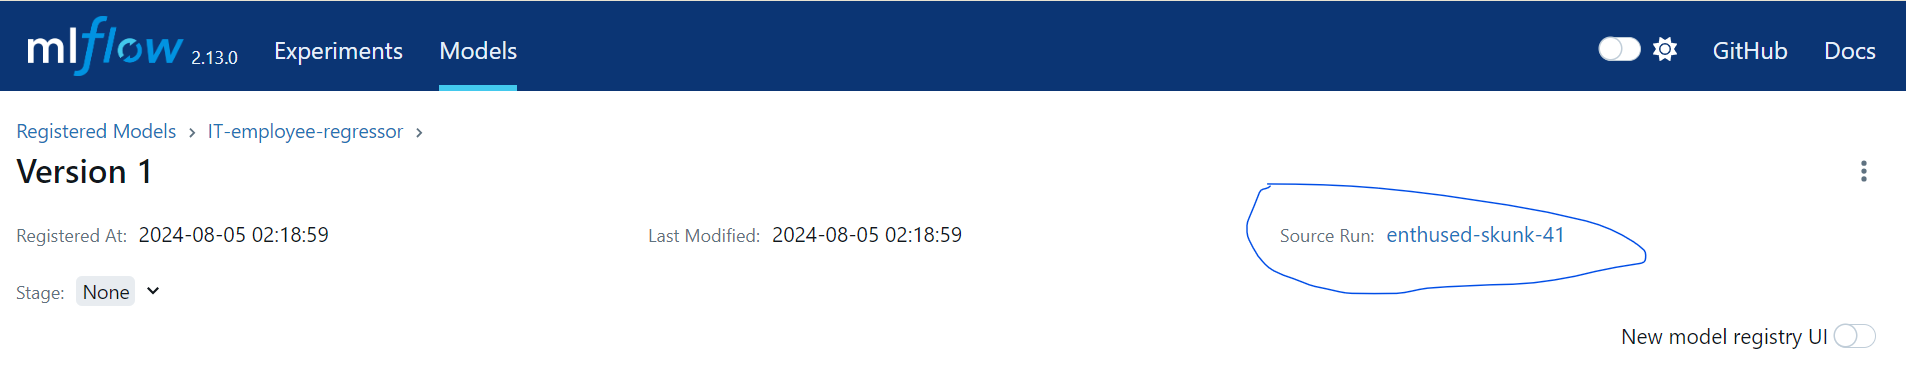 mlflow 2.13.0 Experiments Models GitHub Docs
Registered Models > IT-employee-regressor >
Version 1
Registered At: 2024-08-05 02:18:59 Last Modified: 2024-08-05 02:18:59 Source Run: enthused-skunk-41
Stage: None
New model registry UI